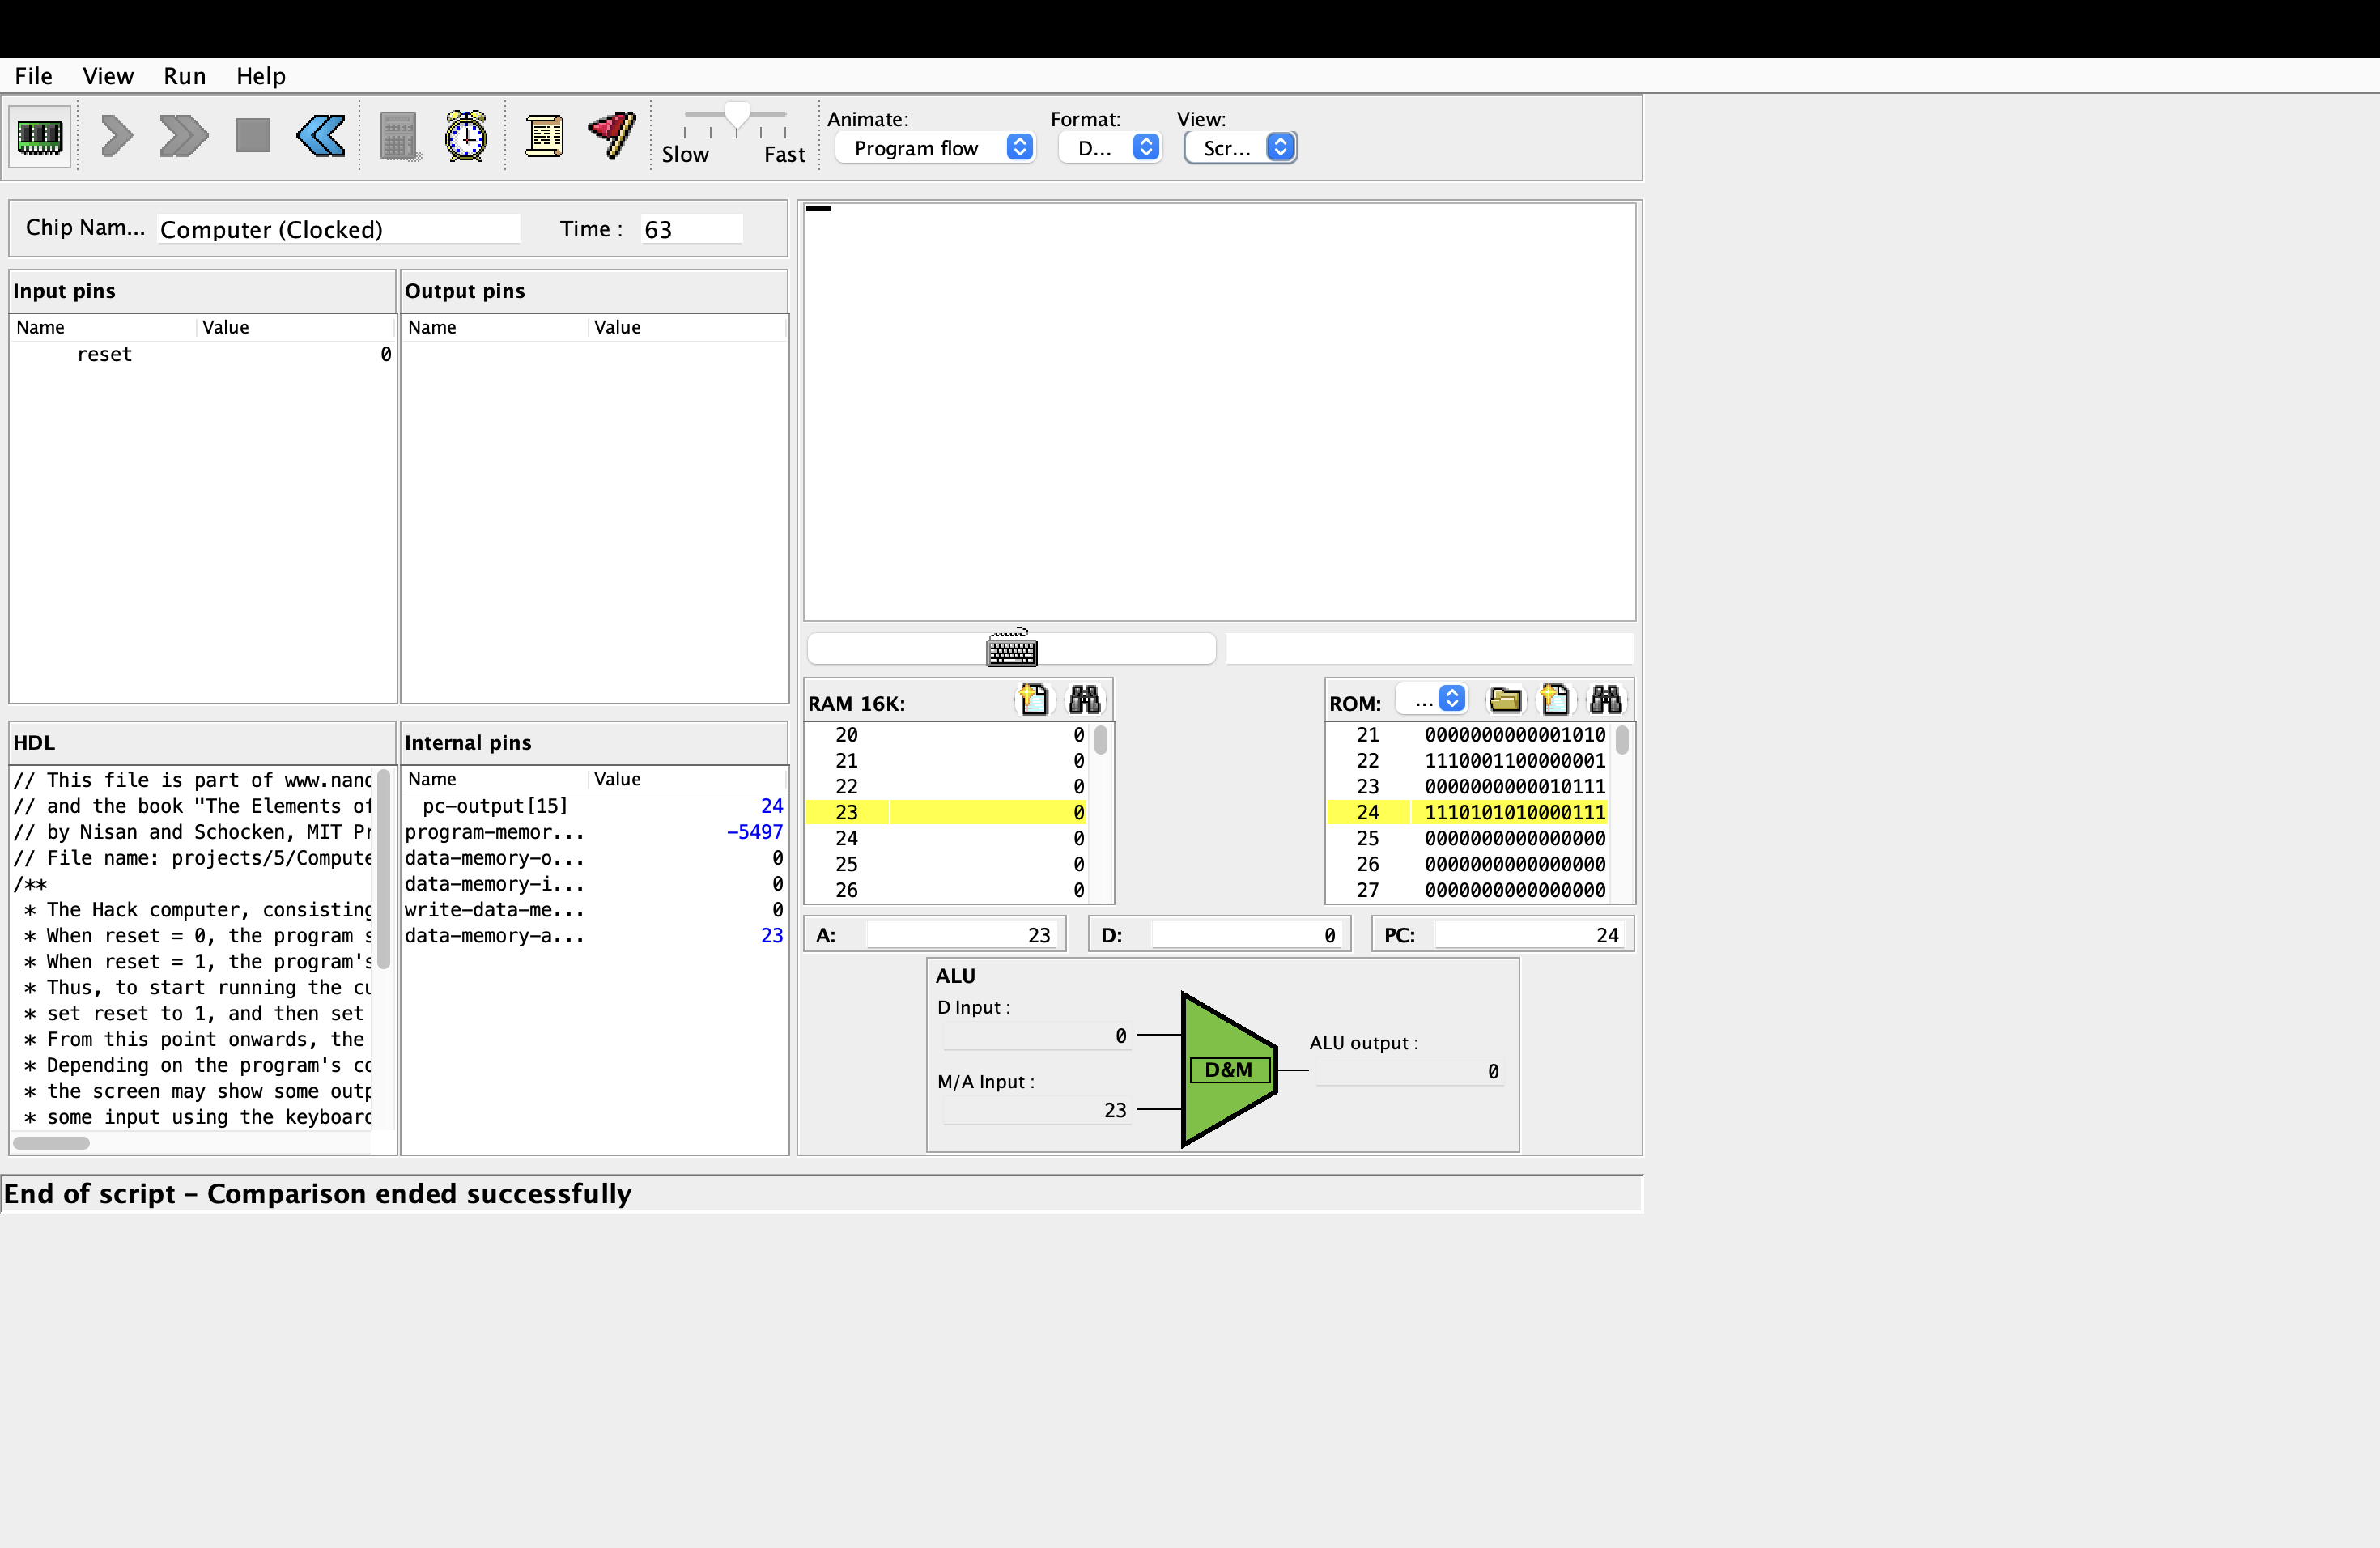 File View Run Help
Animate: Format: View:
Slow Fast Program flow D... Scr...
Chip Nam... Computer (Clocked) Time : 63
Input pins
Name Value
reset 0
Output pins
Name Value
HDL
// This file is part of www.nand
// and the book "The Elements of
// by Nisan and Schocken, MIT Pr
// File name: projects/5/Compute
/**
* The Hack computer, consisting
* When reset = 0, the program s
* When reset = 1, the program's
* Thus, to start running the cu
* set reset to 1, and then set
* From this point onwards, the
* Depending on the program's co
* the screen may show some outp
* some input using the keyboard
Internal pins
Name Value
pc-output[15] 24
program-memor... -5497
data-memory-o... 0
data-memory-i... 0
write-data-me... 0
data-memory-a... 23
RAM 16K:
20 0
21 0
22 0
23 0
24 0
25 0
26 0
ROM: ...
21 0000000000001010
22 1110001100000001
23 0000000000010111
24 1110101010000111
25 0000000000000000
26 0000000000000000
27 0000000000000000
A: 23 D: 0 PC: 24
ALU
D Input :
0
M/A Input :
23
D&M
ALU output :
0
End of script - Comparison ended successfully